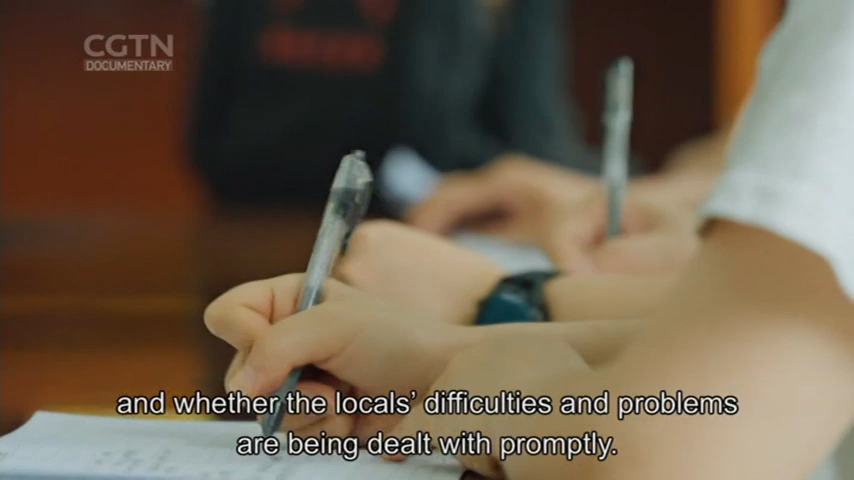 CGTN
DOCUMENTARY
and whether the locals’ difficulties and problems
are being dealt with promptly.